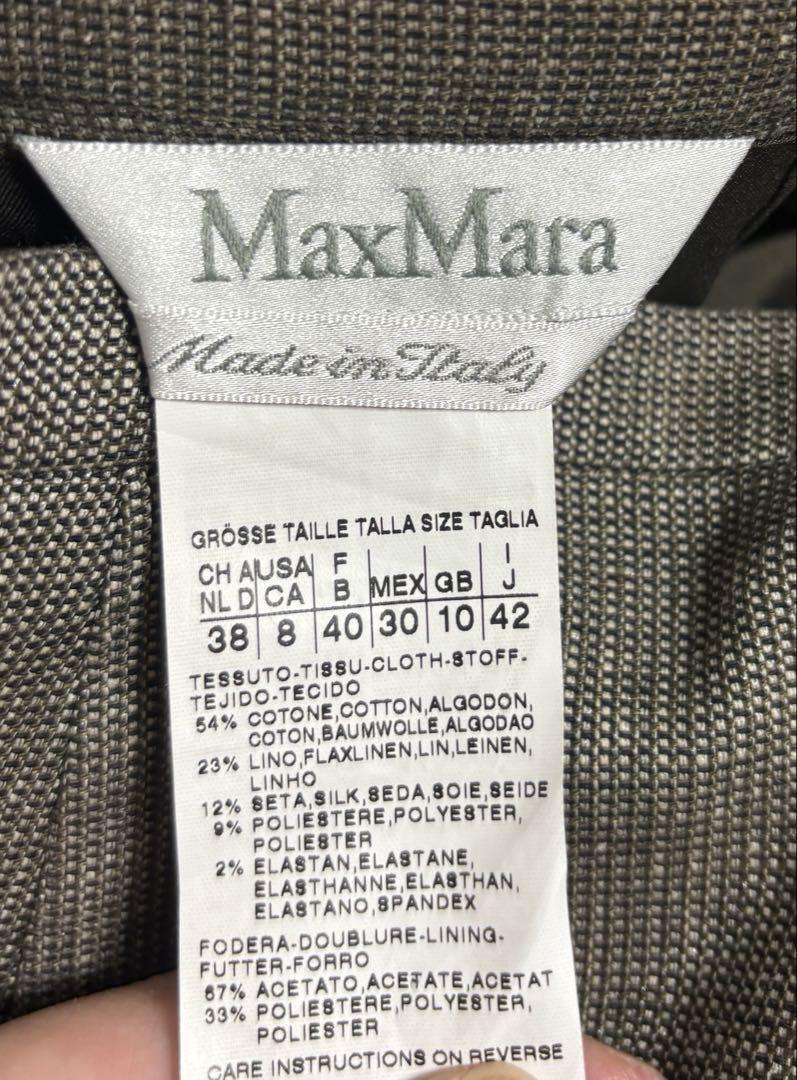 MaxMara
Made in Italy
GRÖSSE TAILLE TALLA SIZE TAGLIA
CH A USA F MEX GB I
NL D CA B J
38 8 40 30 10 42
TESSUTO-TISSU-CLOTH-STOFF-
TEJIDO-TECIDO
54% COTONE,COTTON,ALGODON,
COTON,BAUMWOLLE,ALGODAO
23% LINO,FLAXLINEN,LIN,LEINEN,
LINHO
12% SETA,SILK,SEDA,SOIE,SEIDE
9% POLIESTERE,POLYESTER,
POLIESTER
2% ELASTAN,ELASTANE,
ELASTHANNE,ELASTHAN,
ELASTANO,SPANDEX
FODERA-DOUBLURE-LINING-
FUTTER-FORRO
67% ACETATO,ACETATE,ACETAT
33% POLIESTERE,POLYESTER,
POLIESTER
CARE INSTRUCTIONS ON REVERSE